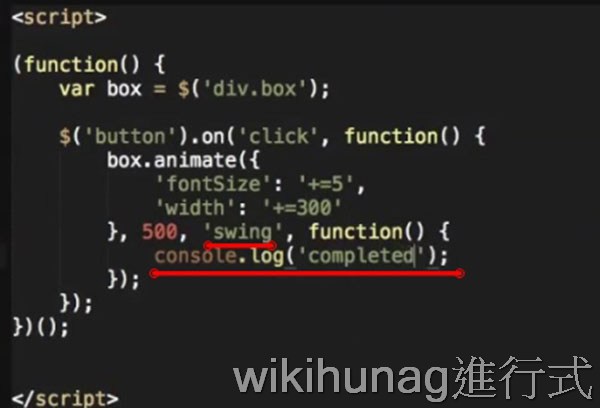 <script>
(function() {
    var box = $('div.box');
    $('button').on('click', function() {
        box.animate({
            'fontSize': '+=5',
            'width': '+=300'
        }, 500, 'swing', function() {
            console.log('completed');
        });
    });
})();
</script>
wikihunag進行式